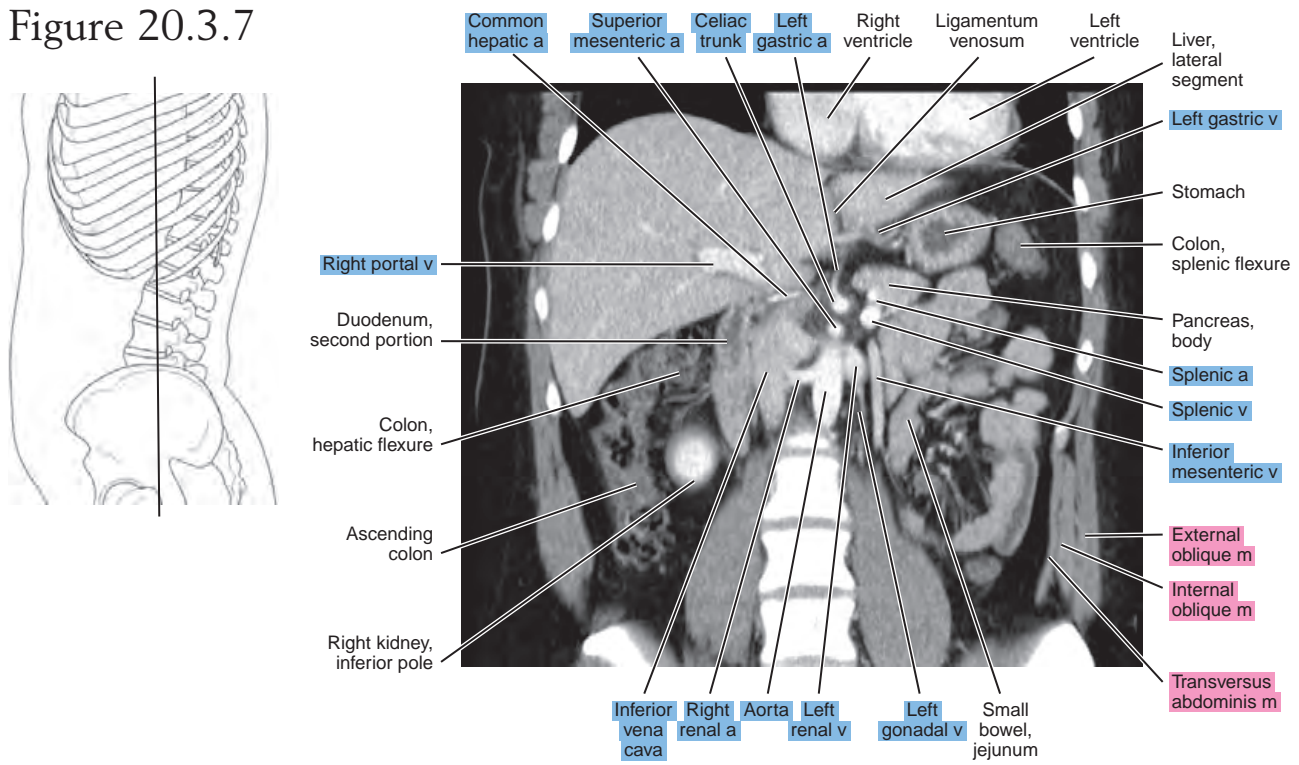 Figure 20.3.7
Common
hepatic a
Superior
mesenteric a
Celiac
trunk
Left
gastric a
Right
ventricle
Ligamentum
venosum
Left
ventricle
Liver,
lateral
segment
Left gastric v
Stomach
Colon,
splenic flexure
Pancreas,
body
Splenic a
Splenic v
Inferior
mesenteric v
External
oblique m
Internal
oblique m
Transversus
abdominis m
Right portal v
Duodenum,
second portion
Colon,
hepatic flexure
Ascending
colon
Right kidney,
inferior pole
Inferior
vena
cava
Right
renal a
Aorta
Left
renal v
Left
gonadal v
Small
bowel,
jejunum